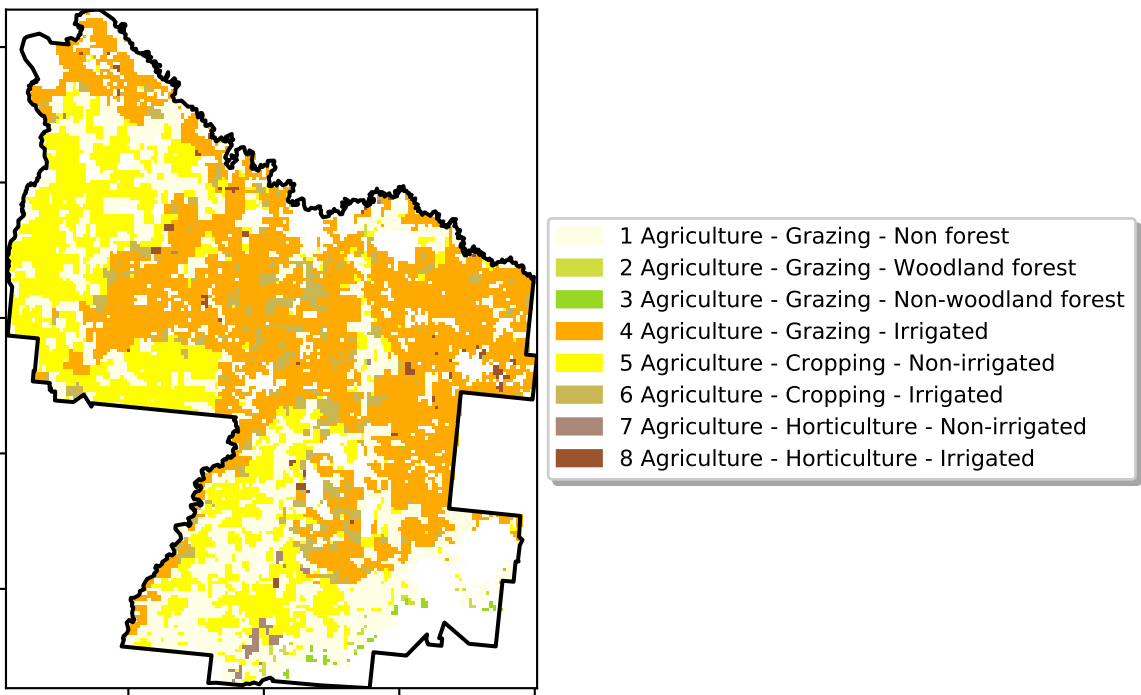 1 Agriculture - Grazing - Non forest
2 Agriculture - Grazing - Woodland forest
3 Agriculture - Grazing - Non-woodland forest
4 Agriculture - Grazing - Irrigated
5 Agriculture - Cropping - Non-irrigated
6 Agriculture - Cropping - Irrigated
7 Agriculture - Horticulture - Non-irrigated
8 Agriculture - Horticulture - Irrigated